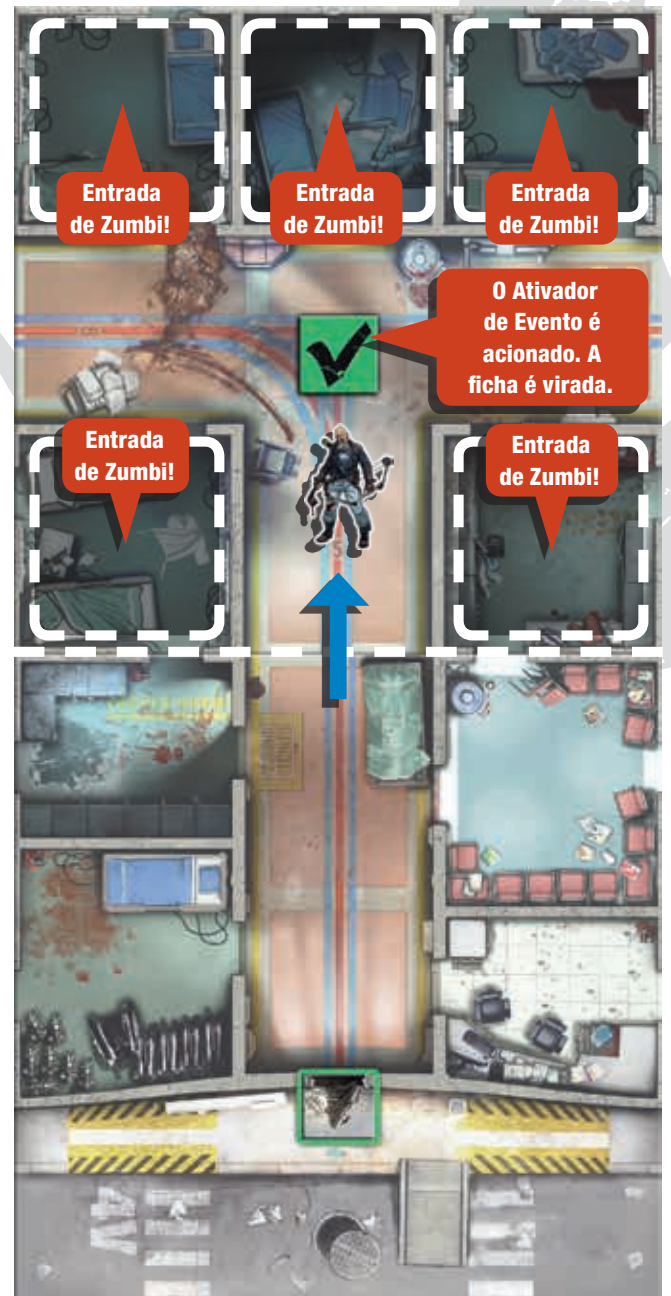 Entrada
de Zumbi!
Entrada
de Zumbi!
Entrada
de Zumbi!
O Ativador
de Evento é
acionado. A
ficha é virada.
Entrada
de Zumbi!
Entrada
de Zumbi!